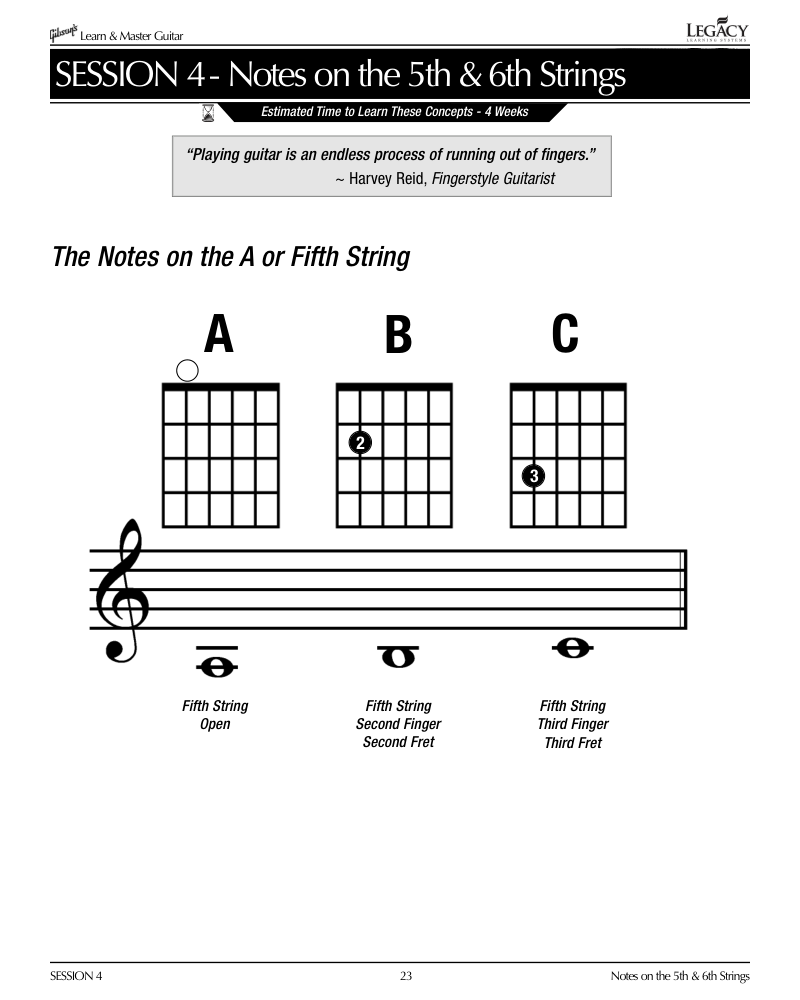 Gibson's Learn & Master Guitar
LEGACY
LEARNING SYSTEMS
SESSION 4 - Notes on the 5th & 6th Strings
Estimated Time to Learn These Concepts - 4 Weeks
“Playing guitar is an endless process of running out of fingers.”
~ Harvey Reid, Fingerstyle Guitarist
The Notes on the A or Fifth String
A B C
2
3
Fifth String
Open
Fifth String
Second Finger
Second Fret
Fifth String
Third Finger
Third Fret
SESSION 4 23 Notes on the 5th & 6th Strings